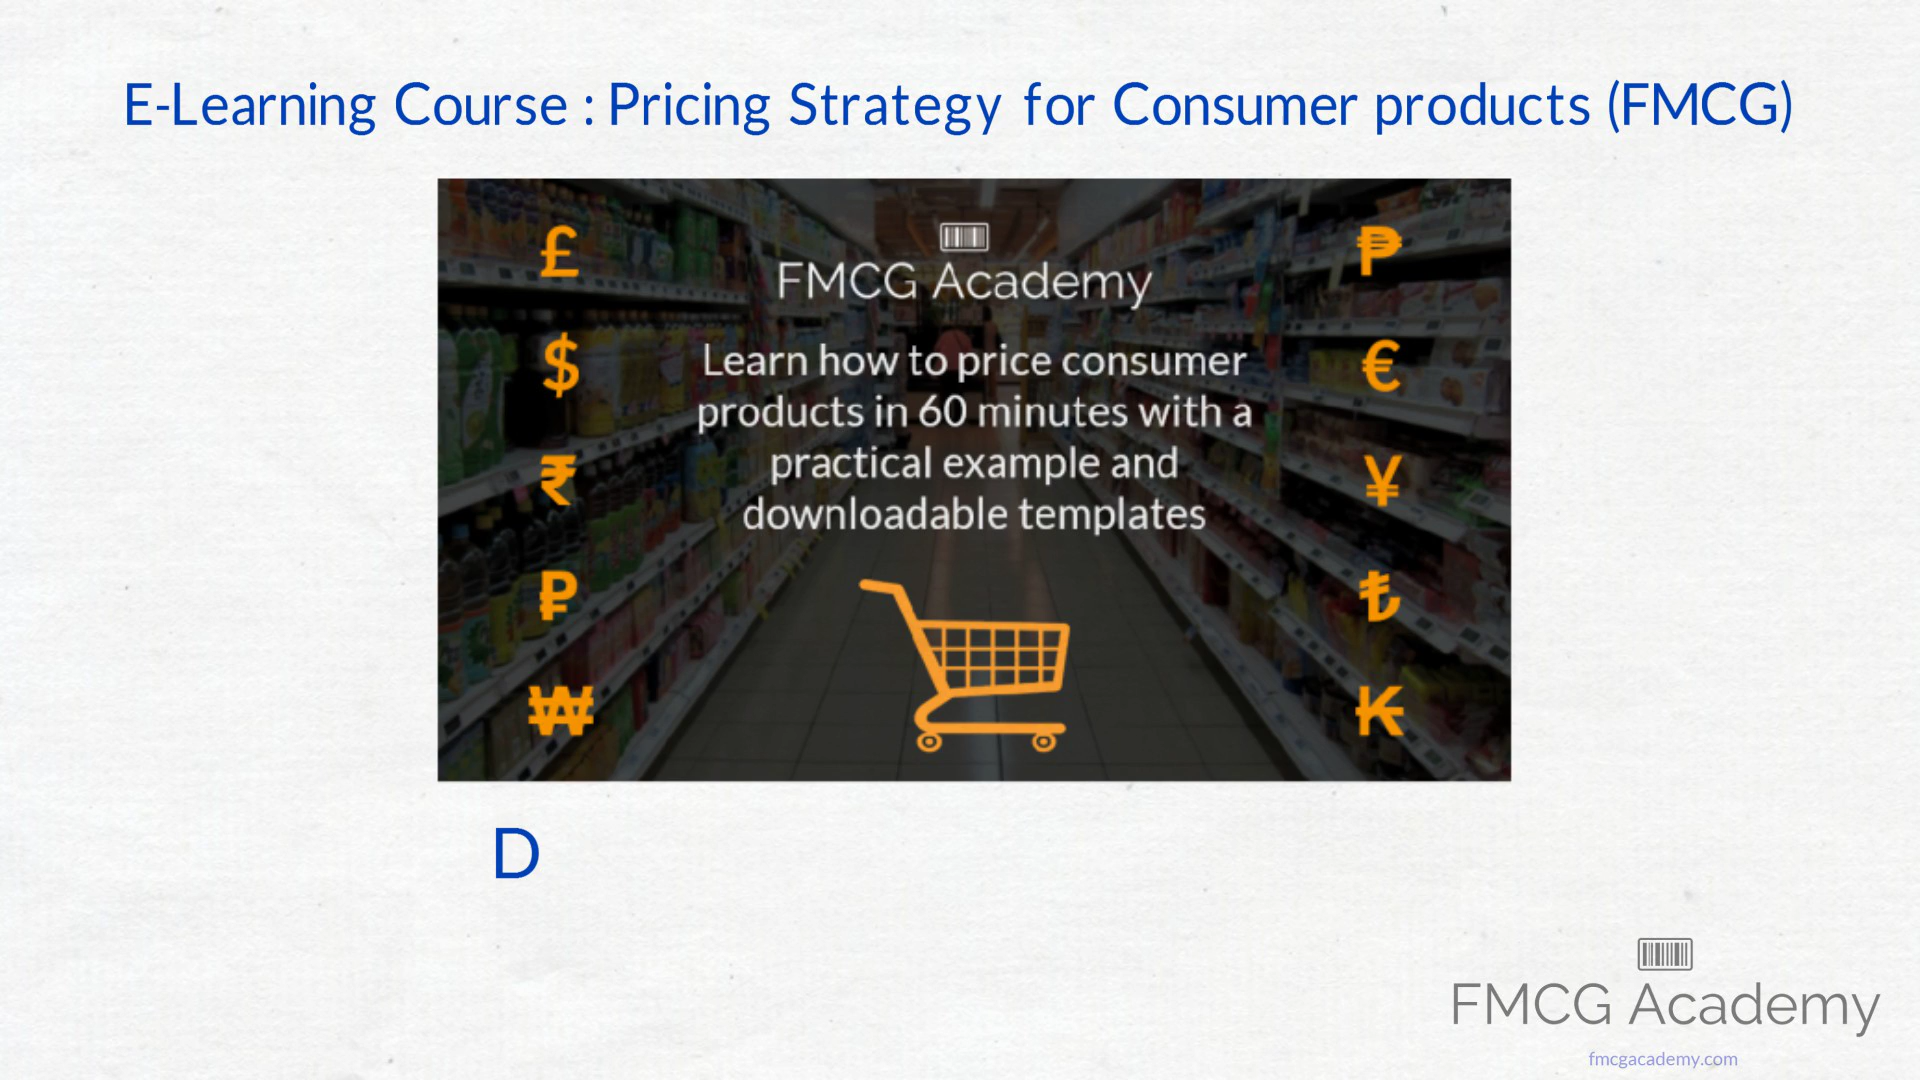 E-Learning Course : Pricing Strategy for Consumer products (FMCG)
£
₱
FMCG Academy
$
€
Learn how to price consumer
products in 60 minutes with a
practical example and
downloadable templates
₹
¥
₽
₺
₩
₭
D
FMCG Academy
fmcgacademy.com